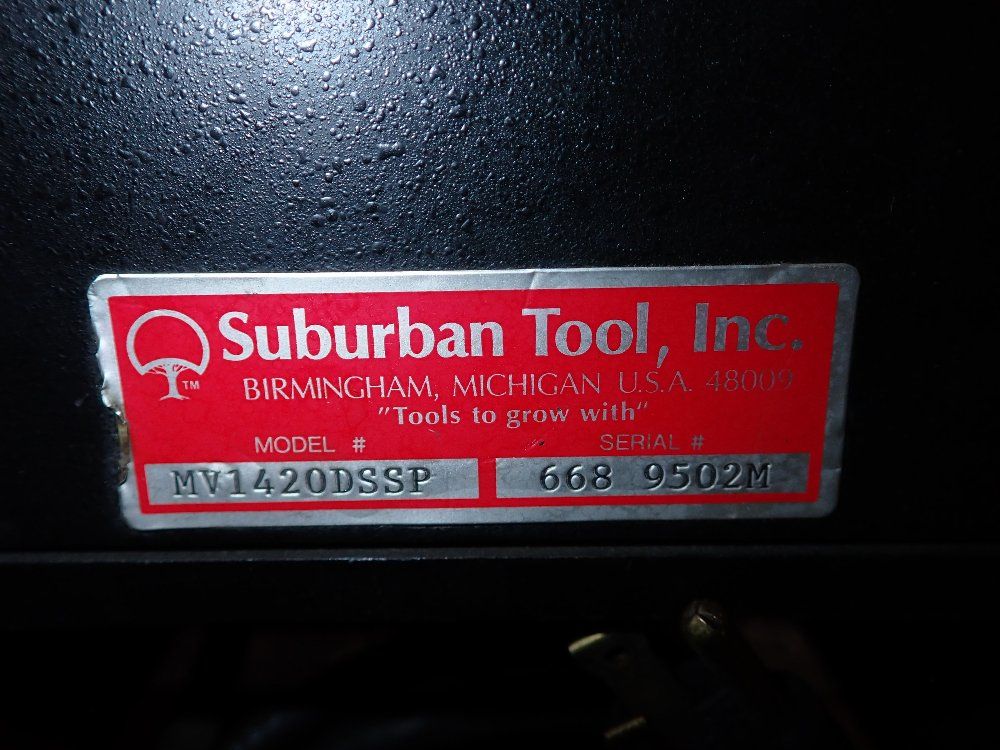 Suburban Tool, Inc.
TM
BIRMINGHAM, MICHIGAN U.S.A. 48009
"Tools to grow with"
MODEL # SERIAL #
MV1420DSSP 668 9502M